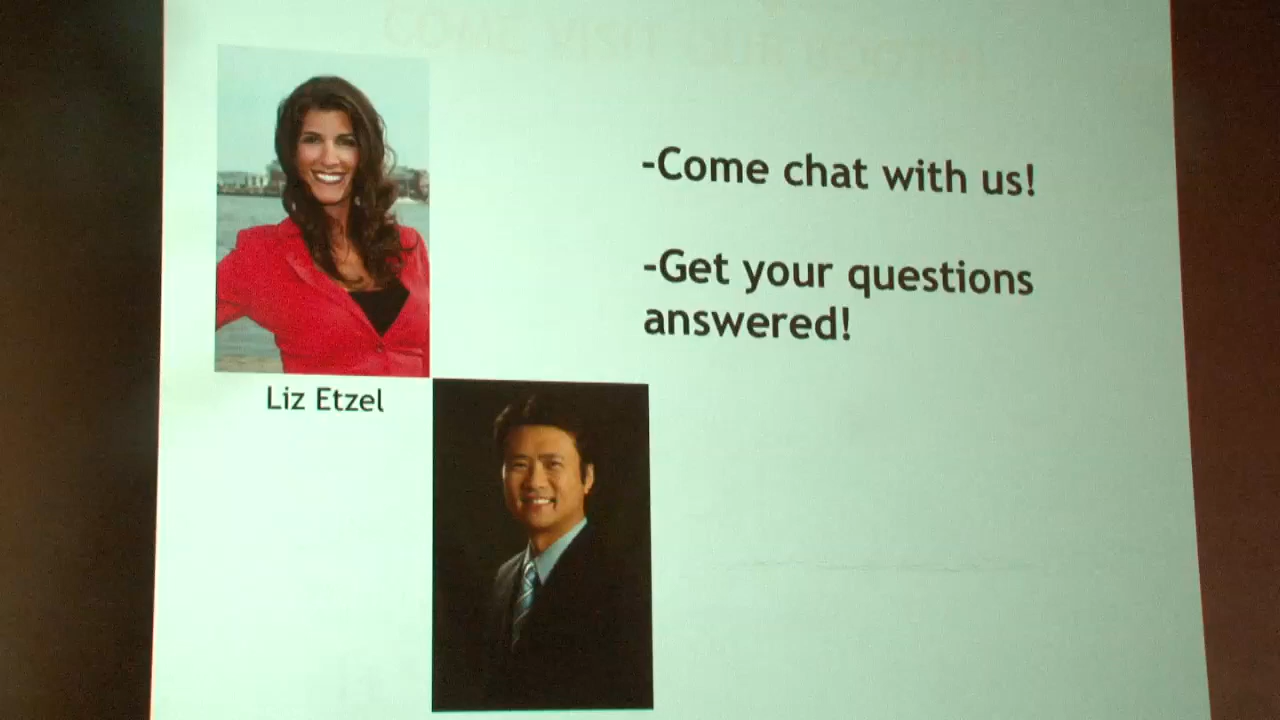 COME VISIT OUR BOOTH!
-Come chat with us!
-Get your questions
answered!
Liz Etzel